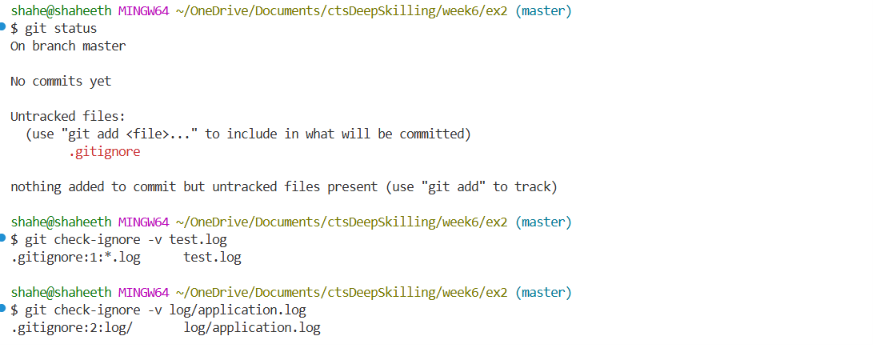 shahe@shaheeth MINGW64 ~/OneDrive/Documents/ctsDeepSkilling/week6/ex2 (master)
$ git status
On branch master

No commits yet

Untracked files:
  (use "git add <file>..." to include in what will be committed)
        .gitignore

nothing added to commit but untracked files present (use "git add" to track)

shahe@shaheeth MINGW64 ~/OneDrive/Documents/ctsDeepSkilling/week6/ex2 (master)
$ git check-ignore -v test.log
.gitignore:1:*.log      test.log

shahe@shaheeth MINGW64 ~/OneDrive/Documents/ctsDeepSkilling/week6/ex2 (master)
$ git check-ignore -v log/application.log
.gitignore:2:log/       log/application.log